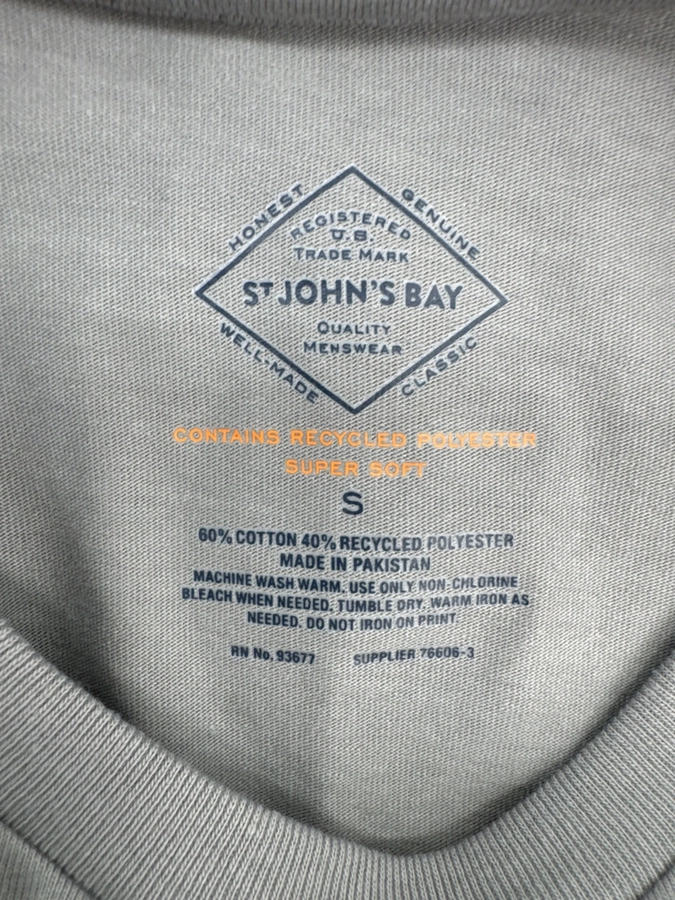 HONEST
GENUINE
REGISTERED
U.S.
TRADE MARK
ST JOHN'S BAY
QUALITY
MENSWEAR
WELL-MADE
CLASSIC
CONTAINS RECYCLED POLYESTER
SUPER SOFT
S
60% COTTON 40% RECYCLED POLYESTER
MADE IN PAKISTAN
MACHINE WASH WARM. USE ONLY NON-CHLORINE
BLEACH WHEN NEEDED. TUMBLE DRY. WARM IRON AS
NEEDED. DO NOT IRON ON PRINT.
RN No. 93677 SUPPLIER 76606-3